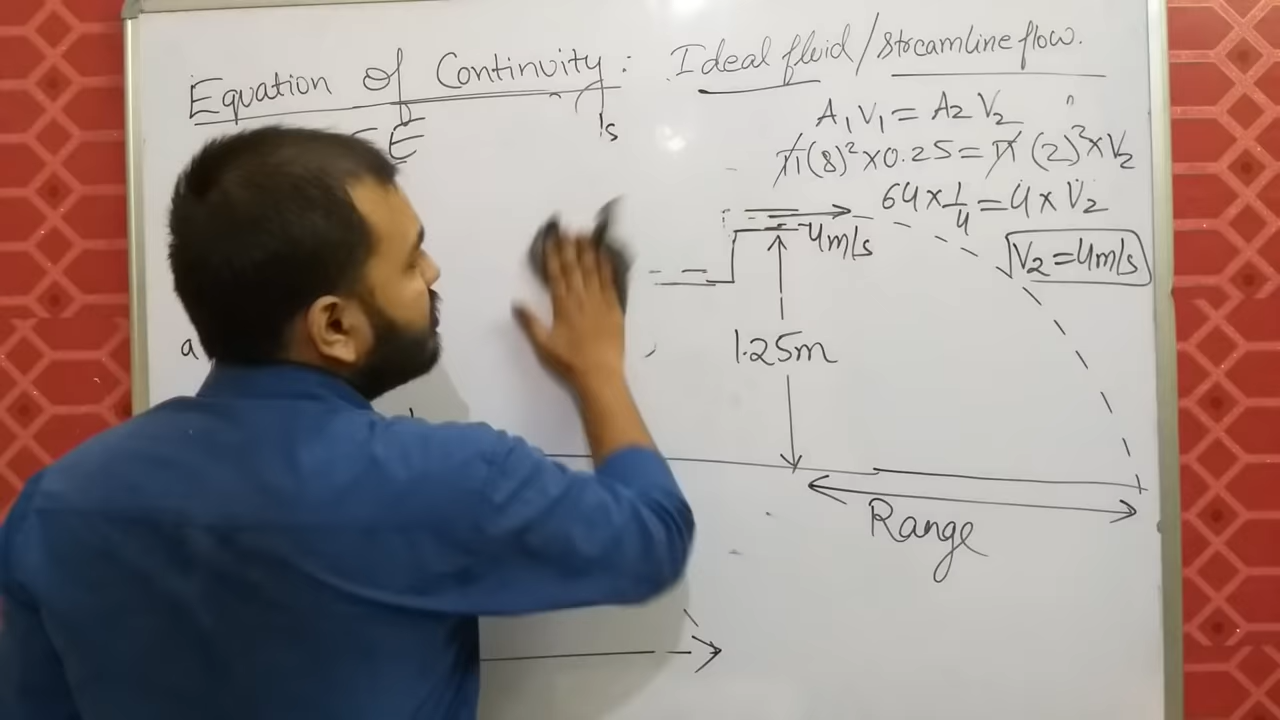 Equation of Continuity : Ideal fluid / streamline flow.
A₁V₁ = A₂V₂
π(8)² × 0.25 = π(2)² × V₂
64 × 1/4 = 4 × V₂
V₂ = 4m/s
4m/s
1.25m
Range
a